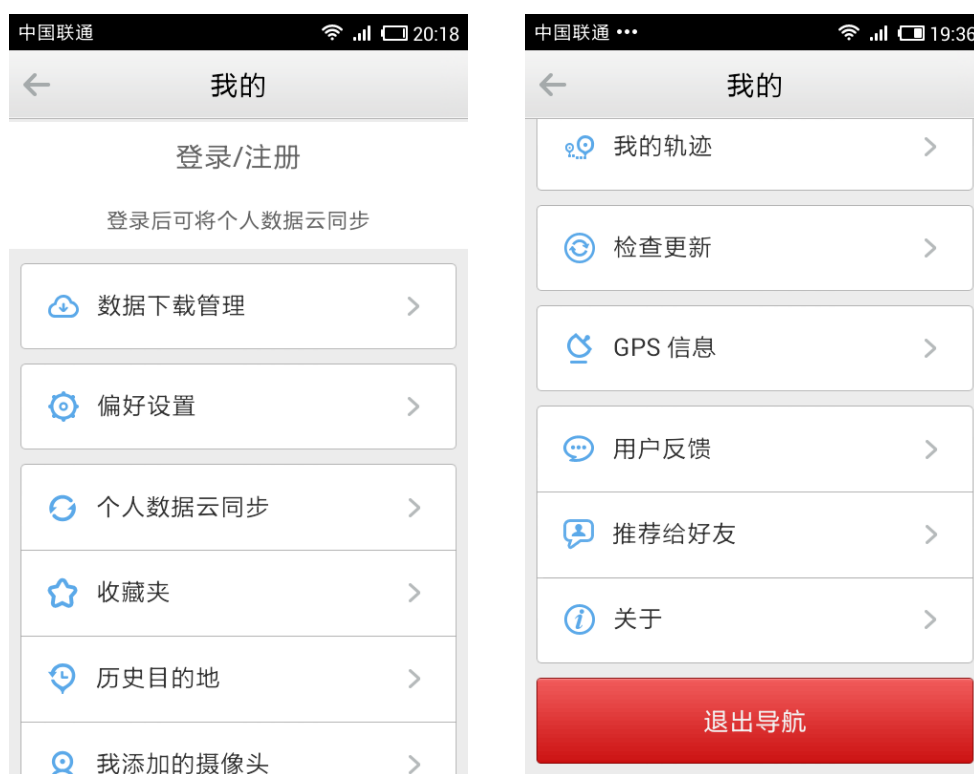 中国联通 20:18
我的
登录/注册
登录后可将个人数据云同步
数据下载管理
偏好设置
个人数据云同步
收藏夹
历史目的地
我添加的摄像头
中国联通 ••• 19:36
我的
我的轨迹
检查更新
GPS 信息
用户反馈
推荐给好友
关于
退出导航